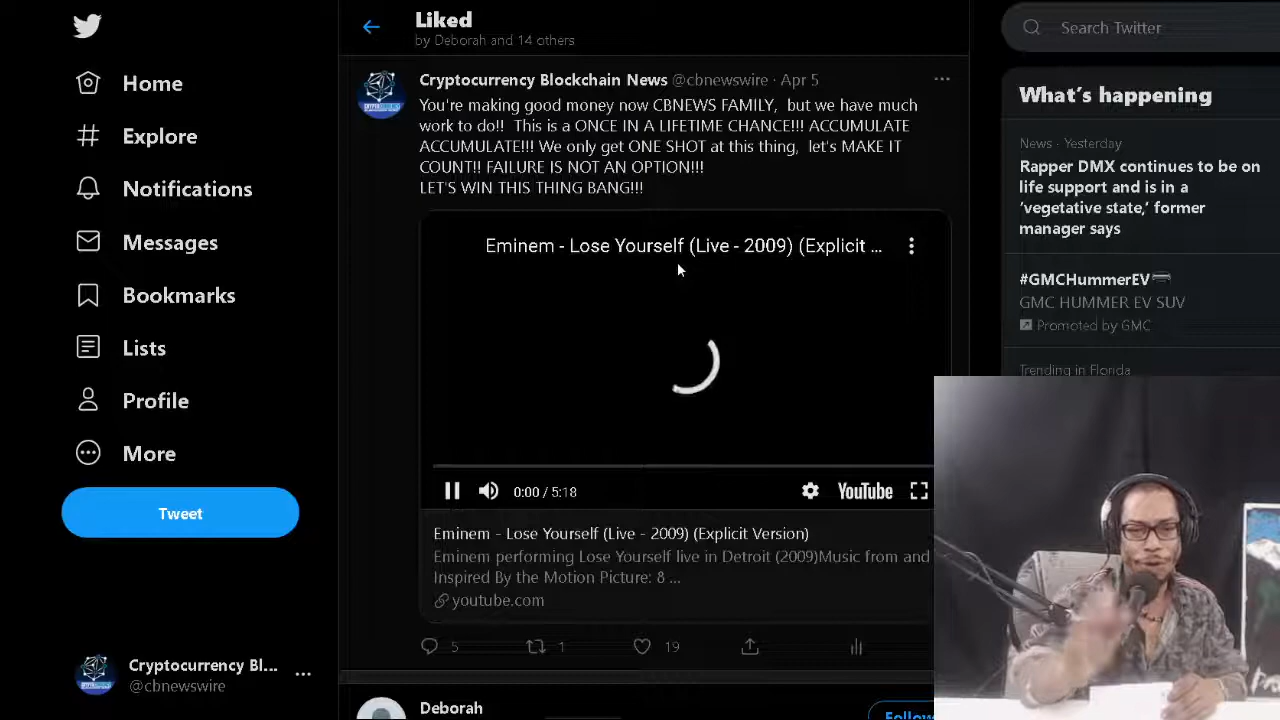 Home
Explore
Notifications
Messages
Bookmarks
Lists
Profile
More
Tweet
Cryptocurrency Bl...
@cbnewswire
Liked
by Deborah and 14 others
Cryptocurrency Blockchain News @cbnewswire · Apr 5
You're making good money now CBNEWS FAMILY, but we have much
work to do!! This is a ONCE IN A LIFETIME CHANCE!!! ACCUMULATE
ACCUMULATE!!! We only get ONE SHOT at this thing, let's MAKE IT
COUNT!! FAILURE IS NOT AN OPTION!!!
LET'S WIN THIS THING BANG!!!
Eminem - Lose Yourself (Live - 2009) (Explicit ...
0:00 / 5:18
YouTube
Eminem - Lose Yourself (Live - 2009) (Explicit Version)
Eminem performing Lose Yourself live in Detroit (2009)Music from and
Inspired By the Motion Picture: 8 ...
youtube.com
5 1 19
Deborah
Search Twitter
What's happening
News · Yesterday
Rapper DMX continues to be on
life support and is in a
'vegetative state,' former
manager says
#GMCHummerEV
GMC HUMMER EV SUV
Promoted by GMC
Trending in Florida